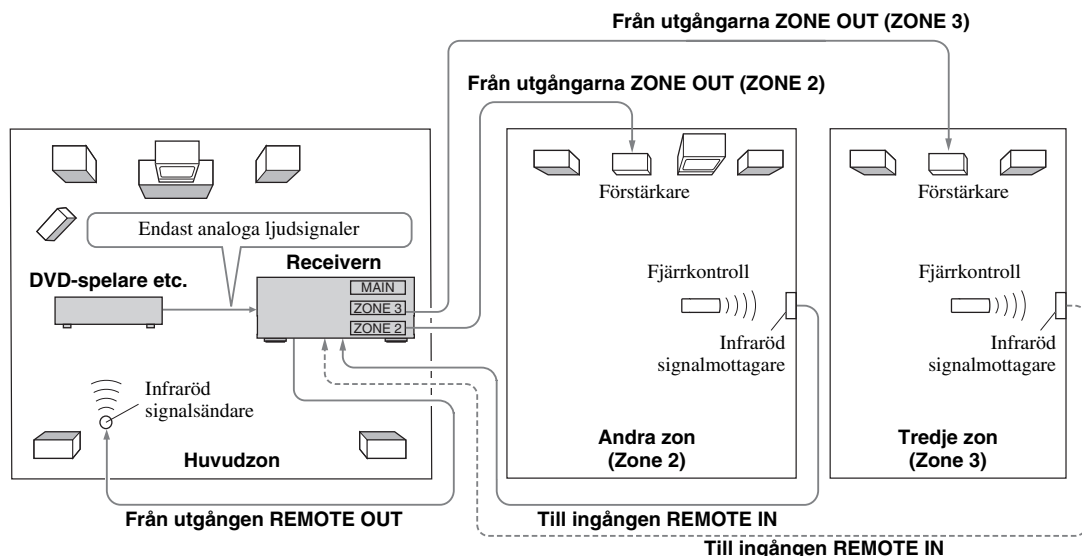 Från utgångarna ZONE OUT (ZONE 3)
Från utgångarna ZONE OUT (ZONE 2)
Endast analoga ljudsignaler
DVD-spelare etc.
Receivern
MAIN
ZONE 3
ZONE 2
Infraröd
signalsändare
Huvudzon
Från utgången REMOTE OUT
Förstärkare
Fjärrkontroll
Infraröd
signalmottagare
Andra zon
(Zone 2)
Till ingången REMOTE IN
Förstärkare
Fjärrkontroll
Infraröd
signalmottagare
Tredje zon
(Zone 3)
Till ingången REMOTE IN